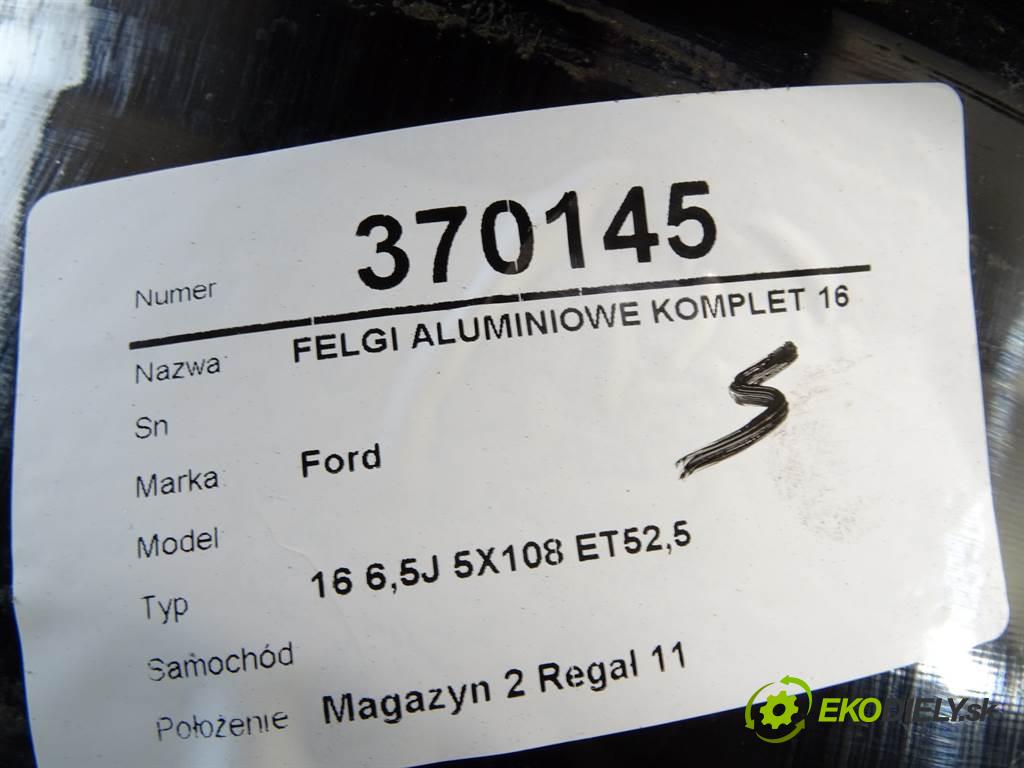 Numer 370145
Nazwa: FELGI ALUMINIOWE KOMPLET 16
Sn
Marka: Ford
Model
Typ 16 6,5J 5X108 ET52,5
Samochód
Położenie Magazyn 2 Regał 11
S
EKODIELY.sk